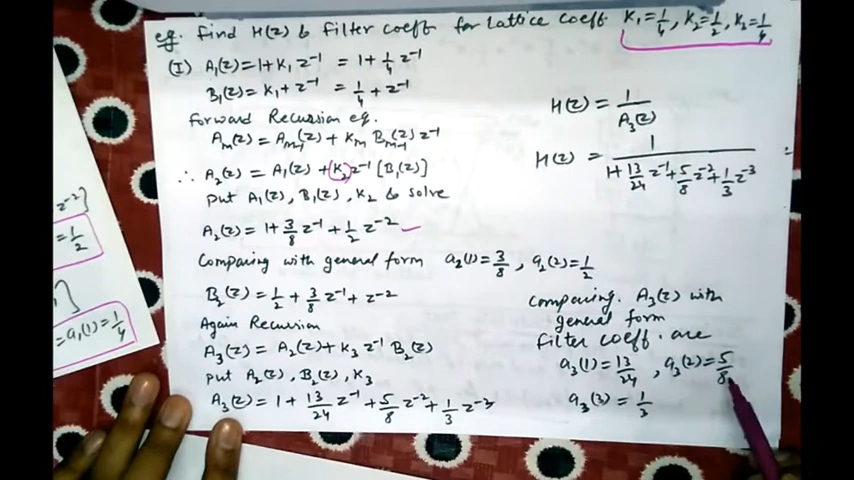 eg. Find H(z) & filter coeff for Lattice coeff K₁=1/4, K₂=1/2, K₃=1/4
(I) A₁(z)=1+K₁ z⁻¹ = 1+1/4 z⁻¹
B₁(z)=K₁+z⁻¹ = 1/4+z⁻¹
Forward Recursion eq.
Aₘ(z)=Aₘ₋₁(z)+Kₘ Bₘ₋₁(z)z⁻¹
∴ A₂(z)=A₁(z)+K₂z⁻¹[B₁(z)]
put A₁(z), B₁(z), K₂ & solve
A₂(z)=1+3/8 z⁻¹+1/2 z⁻²
Comparing with general form a₂(1)=3/8, a₂(2)=1/2
B₂(z)=1/2+3/8 z⁻¹+z⁻²
Again Recursion
A₃(z)=A₂(z)+K₃ z⁻¹ B₂(z)
put A₂(z), B₂(z), K₃
A₃(z)=1+13/24 z⁻¹+5/8 z⁻²+1/3 z⁻³
H(z)=1/A₃(z)
H(z)=1/(1+13/24 z⁻¹+5/8 z⁻²+1/3 z⁻³)
comparing. A₃(z) with
general form
filter coeff. are
a₃(1)=13/24, a₃(2)=5/8
a₃(3)=1/3
z⁻²)
=1/2
=a₁(1)=1/4